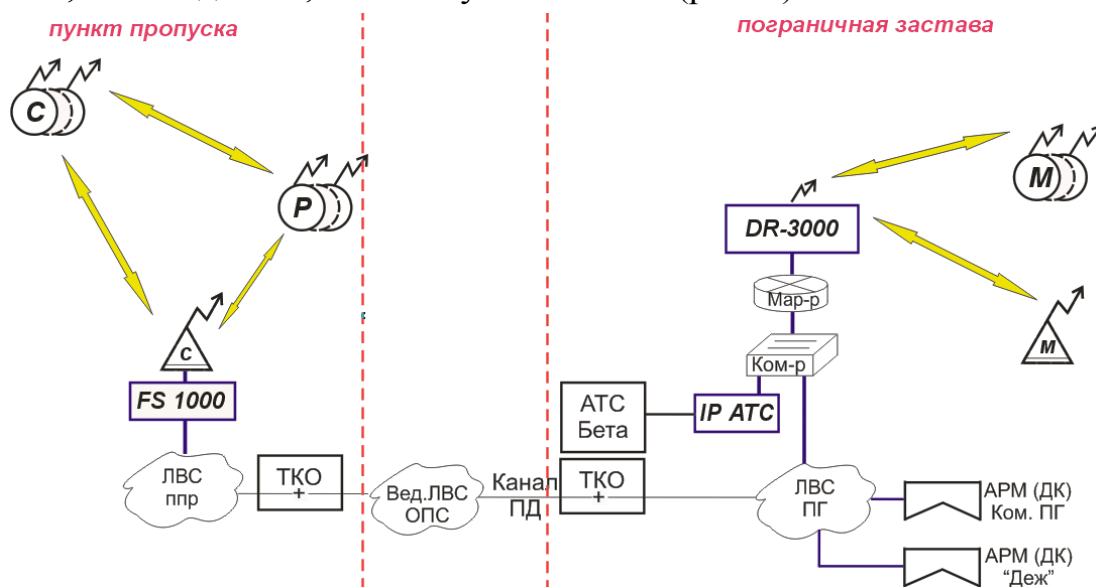 пункт пропуска
пограничная застава
С
Р
М
DR-3000
Мар-р
М
с
FS 1000
Ком-р
АТС
Бета
IP АТС
ЛВС
ппр
ТКО
+
Вед.ЛВС
ОПС
Канал
ПД
ТКО
+
ЛВС
ПГ
АРМ (ДК)
Ком. ПГ
АРМ (ДК)
“Деж”